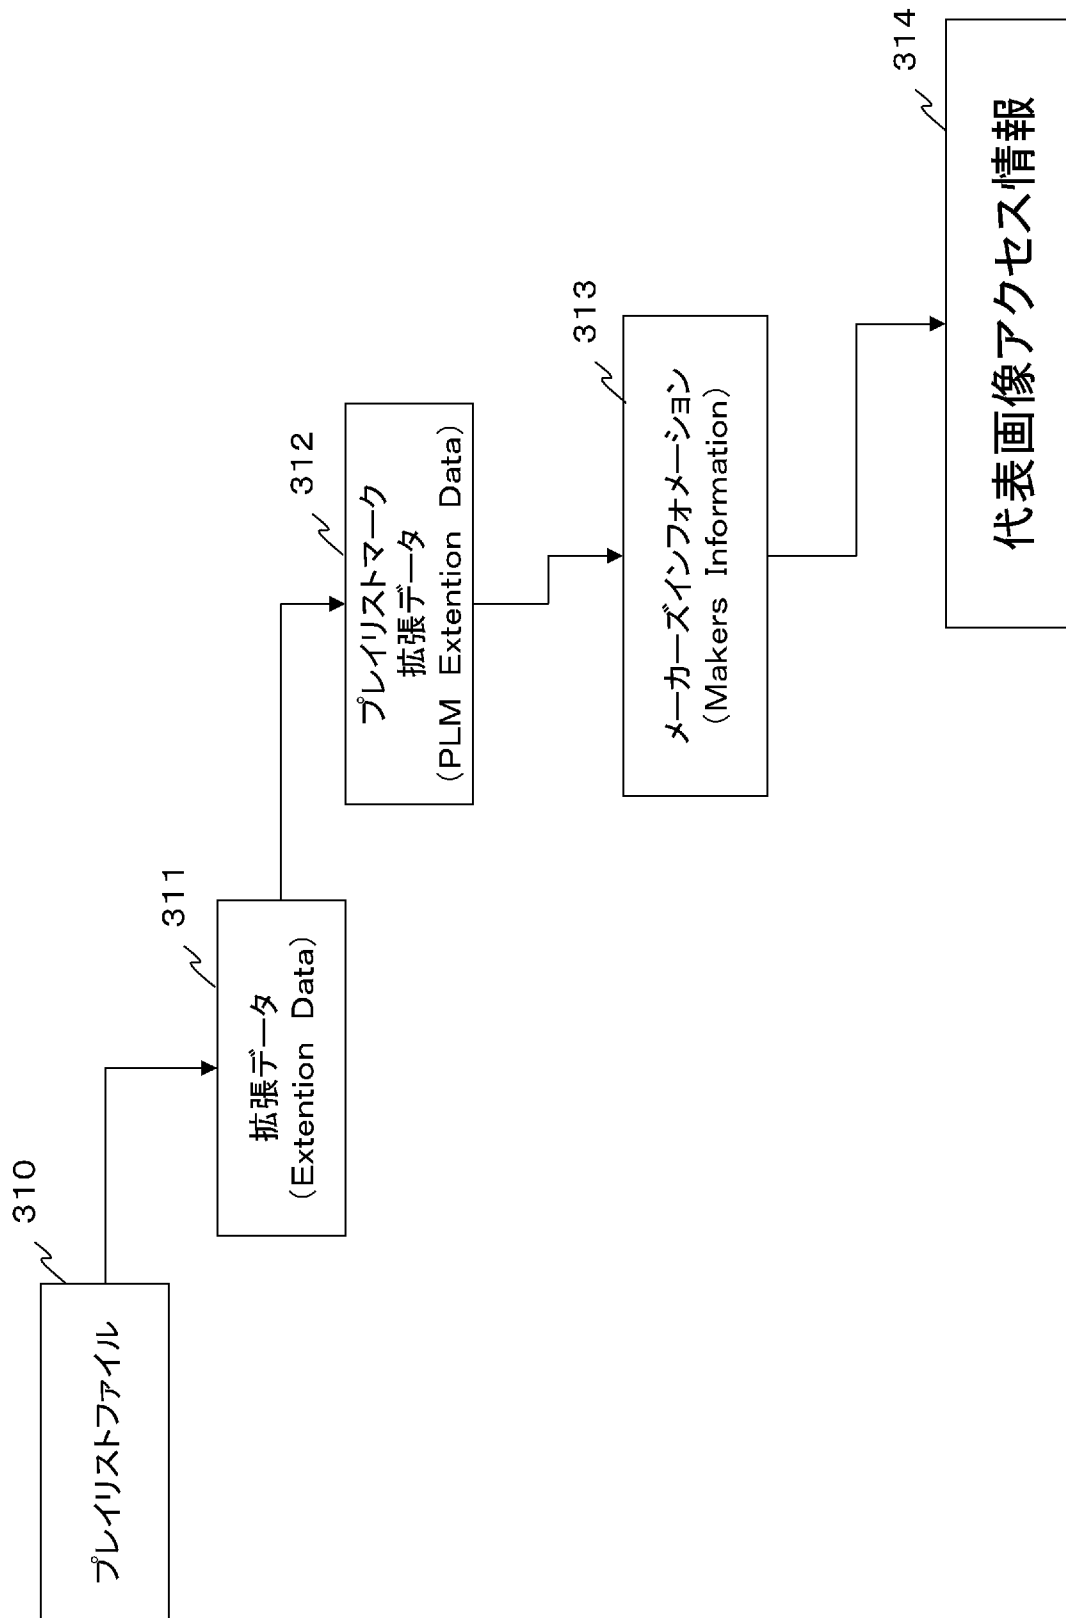 310
プレイリストファイル
311
拡張データ
(Extention Data)
312
プレイリストマーク
拡張データ
(PLM Extention Data)
313
メーカーズインフォメーション
(Makers Information)
314
代表画像アクセス情報